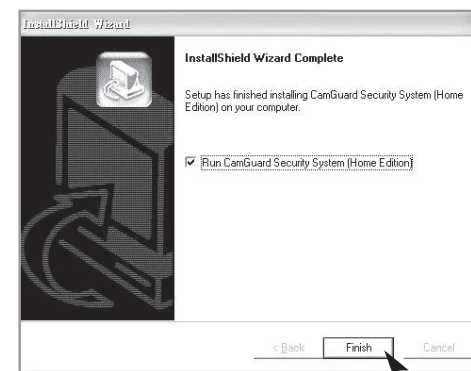 InstallShield Wizard
InstallShield Wizard Complete
Setup has finished installing CamGuard Security System (Home
Edition) on your computer.
Run CamGuard Security System (Home Edition)
< Back
Finish
Cancel